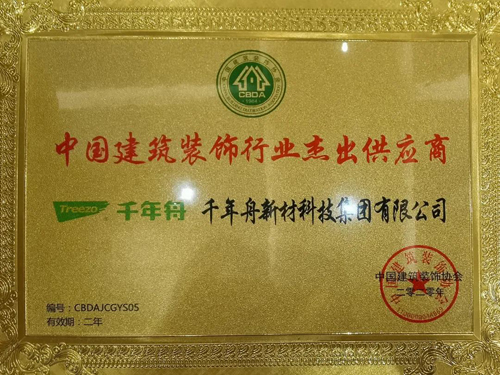 CBDA
1984
中国建筑装饰行业杰出供应商
Treezo 千年舟 千年舟新材科技集团有限公司
中国建筑装饰协会
二零二零年
编号：CBDAJCGYS05
有效期：二年